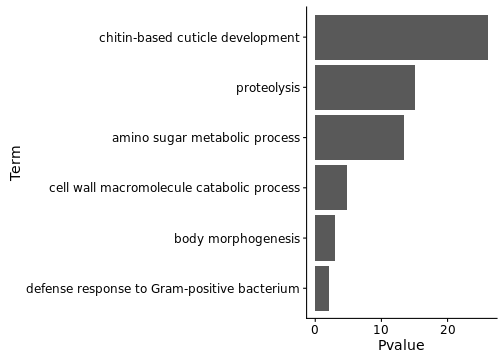 Term
chitin-based cuticle development
proteolysis
amino sugar metabolic process
cell wall macromolecule catabolic process
body morphogenesis
defense response to Gram-positive bacterium
0 10 20
Pvalue